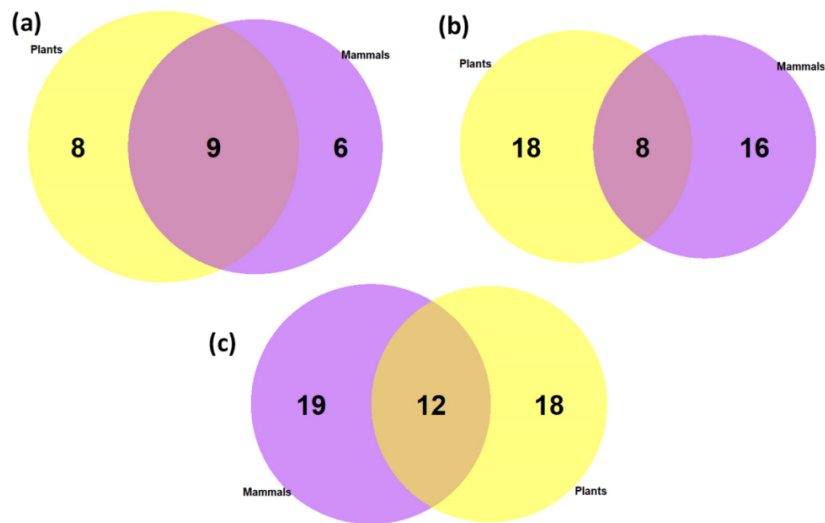 (a)
Plants
Mammals
8 9 6
(b)
Plants
Mammals
18 8 16
(c)
19 12 18
Mammals
Plants